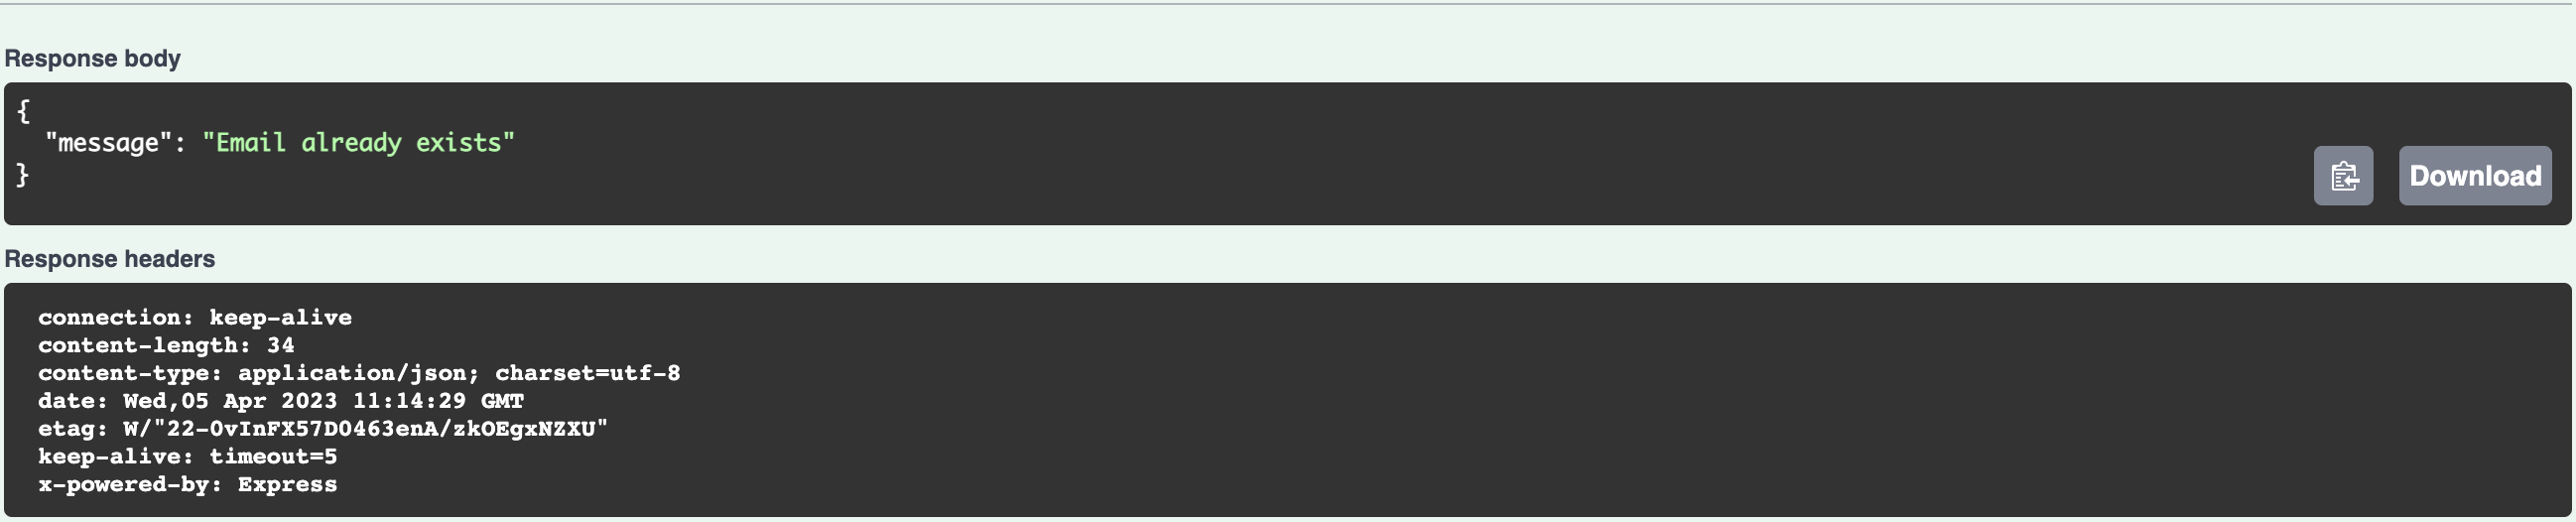 Response body
{
"message": "Email already exists"
}
Download
Response headers
connection: keep-alive
content-length: 34
content-type: application/json; charset=utf-8
date: Wed,05 Apr 2023 11:14:29 GMT
etag: W/"22-0vInFX57DO463enA/zkOEgxNZXU"
keep-alive: timeout=5
x-powered-by: Express